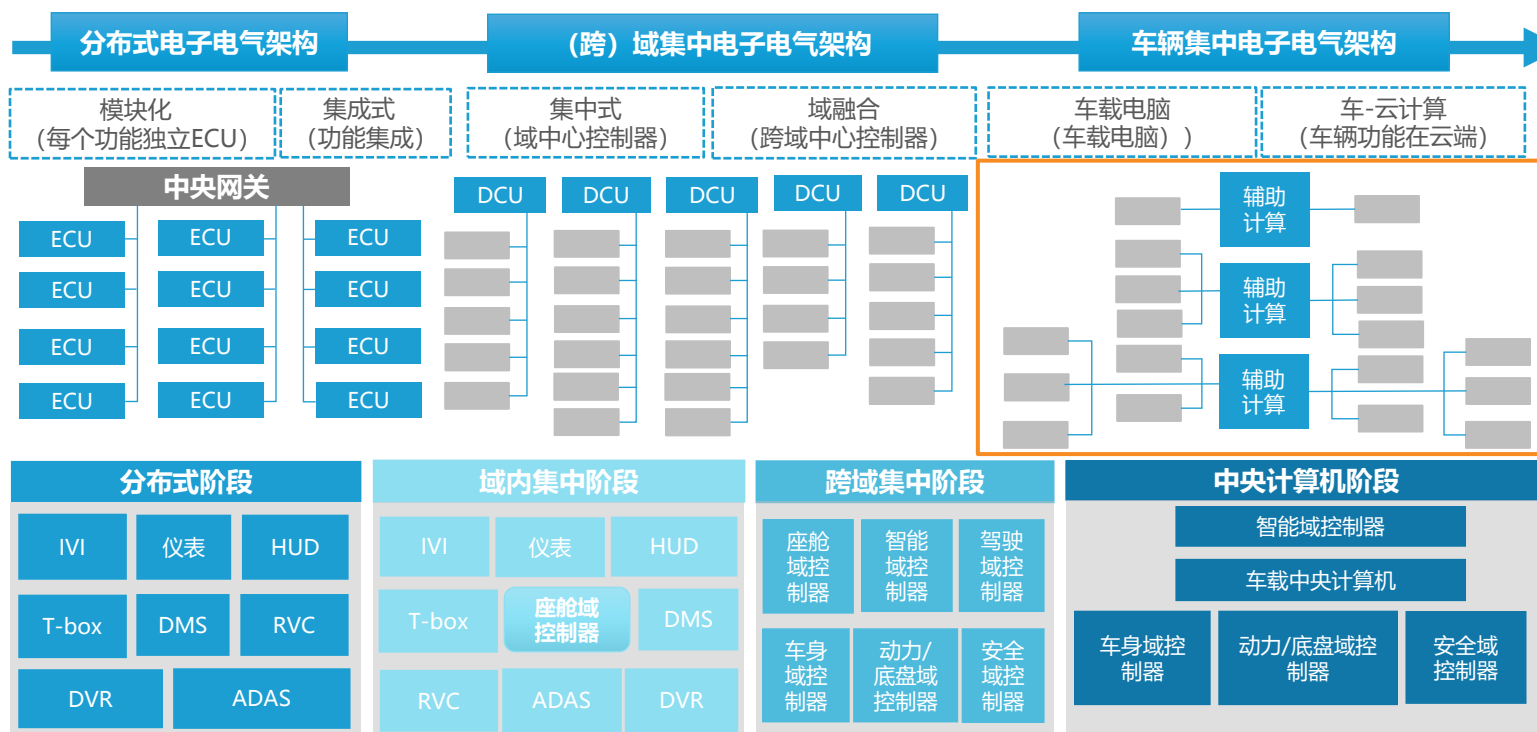 分布式电子电气架构
（跨）域集中电子电气架构
车辆集中电子电气架构
模块化
（每个功能独立ECU）
集成式
（功能集成）
集中式
（域中心控制器）
域融合
（跨域中心控制器）
车载电脑
（车载电脑））
车-云计算
（车辆功能在云端）
中央网关
ECU
ECU
ECU
ECU
ECU
ECU
ECU
ECU
ECU
ECU
ECU
ECU
DCU
DCU
DCU
DCU
DCU
辅助
计算
辅助
计算
辅助
计算
分布式阶段
IVI
仪表
HUD
T-box
DMS
RVC
DVR
ADAS
域内集中阶段
IVI
仪表
HUD
T-box
座舱域
控制器
DMS
RVC
ADAS
DVR
跨域集中阶段
座舱
域控
制器
智能
域控
制器
驾驶
域控
制器
车身
域控
制器
动力/
底盘域
控制器
安全
域控
制器
中央计算机阶段
智能域控制器
车载中央计算机
车身域控
制器
动力/底盘域控
制器
安全域
控制器